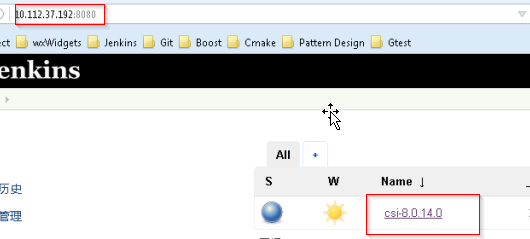 10.112.37.192:8080
wxWidgets Jenkins Git Boost Cmake Pattern Design Gtest
enkins
All +
S W Name ↓
历史
csi-8.0.14.0
管理